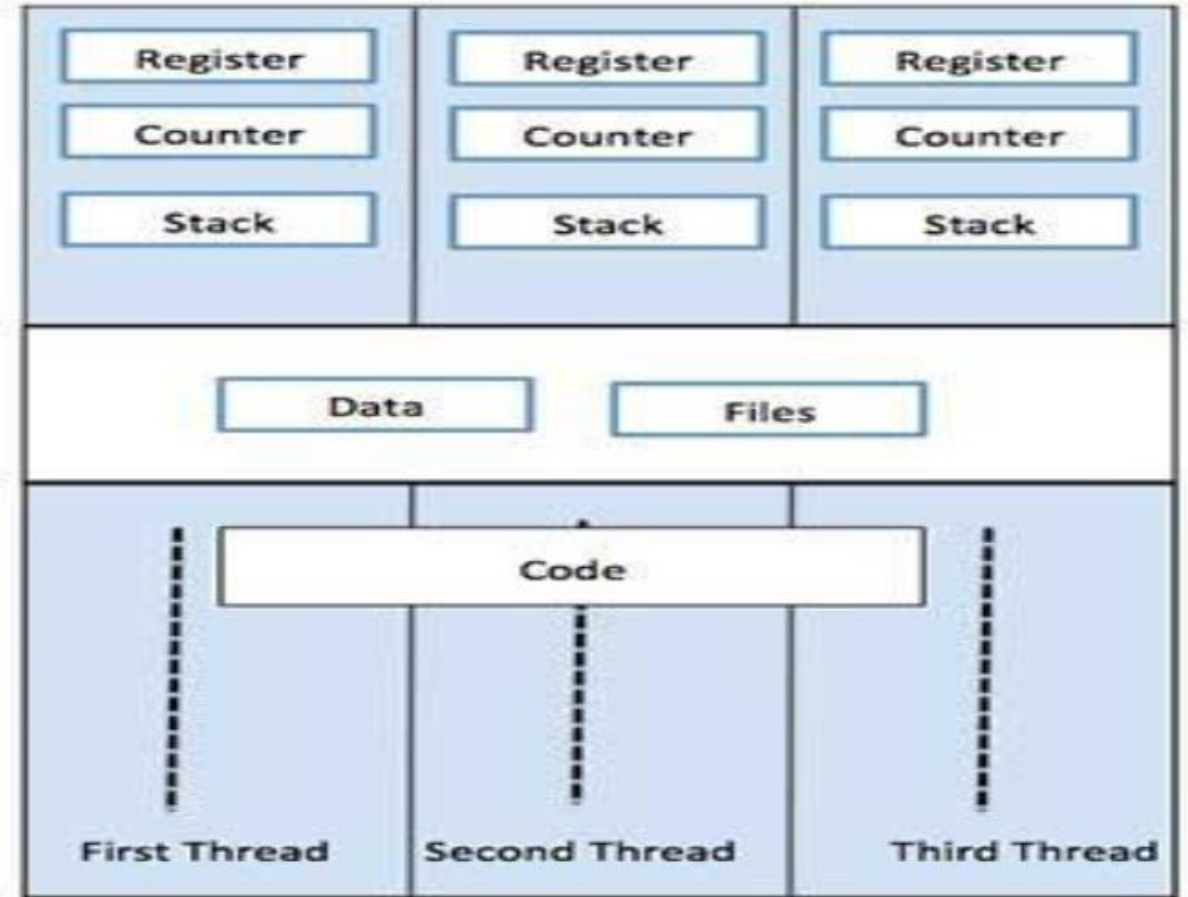 Register Register Register
Counter Counter Counter
Stack Stack Stack
Data Files
Code
First Thread Second Thread Third Thread